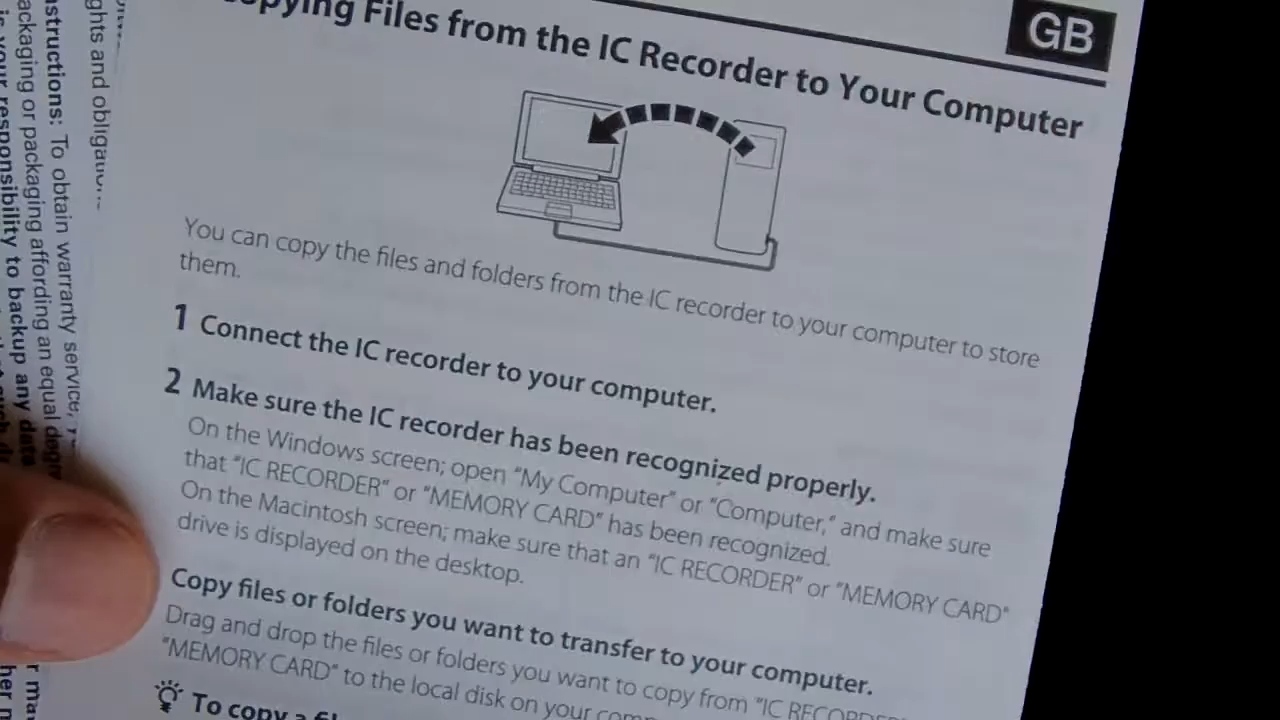 GB
pying Files from the IC Recorder to Your Computer
You can copy the files and folders from the IC recorder to your computer to store
them.
1 Connect the IC recorder to your computer.
2 Make sure the IC recorder has been recognized properly.
On the Windows screen; open “My Computer” or “Computer,” and make sure
that “IC RECORDER” or “MEMORY CARD” has been recognized.
On the Macintosh screen; make sure that an “IC RECORDER” or “MEMORY CARD”
drive is displayed on the desktop.
Copy files or folders you want to transfer to your computer.
Drag and drop the files or folders you want to copy from “IC RECORDER
“MEMORY CARD” to the local disk on your
To copy a
ghts and
structions: To obtain warranty service,
ackaging or packaging affording an equal
is your responsibility to backup any data